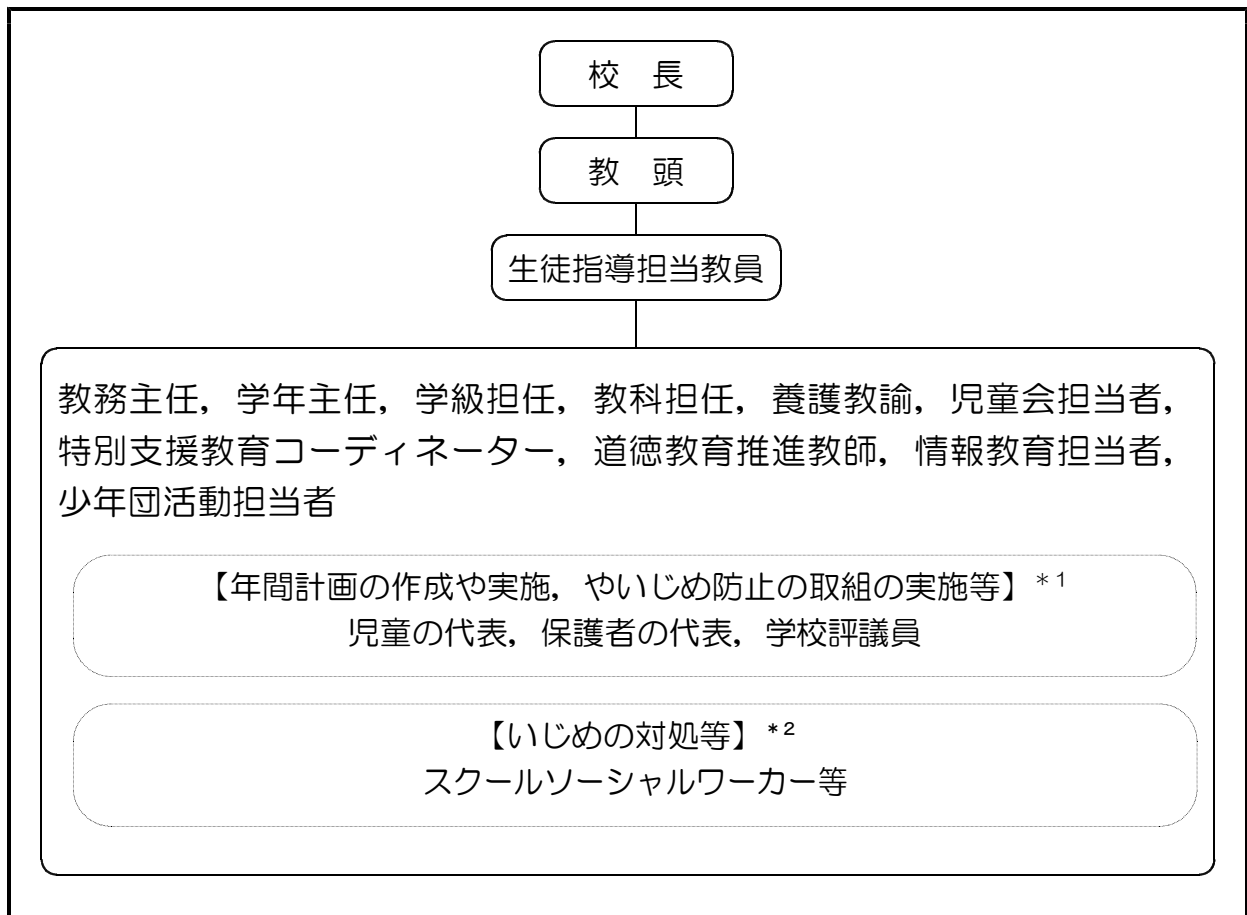 校　長
教　頭
生徒指導担当教員
教務主任，学年主任，学級担任，教科担任，養護教諭，児童会担当者，
特別支援教育コーディネーター，道徳教育推進教師，情報教育担当者，
少年団活動担当者
【年間計画の作成や実施，やいじめ防止の取組の実施等】＊1
児童の代表，保護者の代表，学校評議員
【いじめの対処等】*2
スクールソーシャルワーカー等